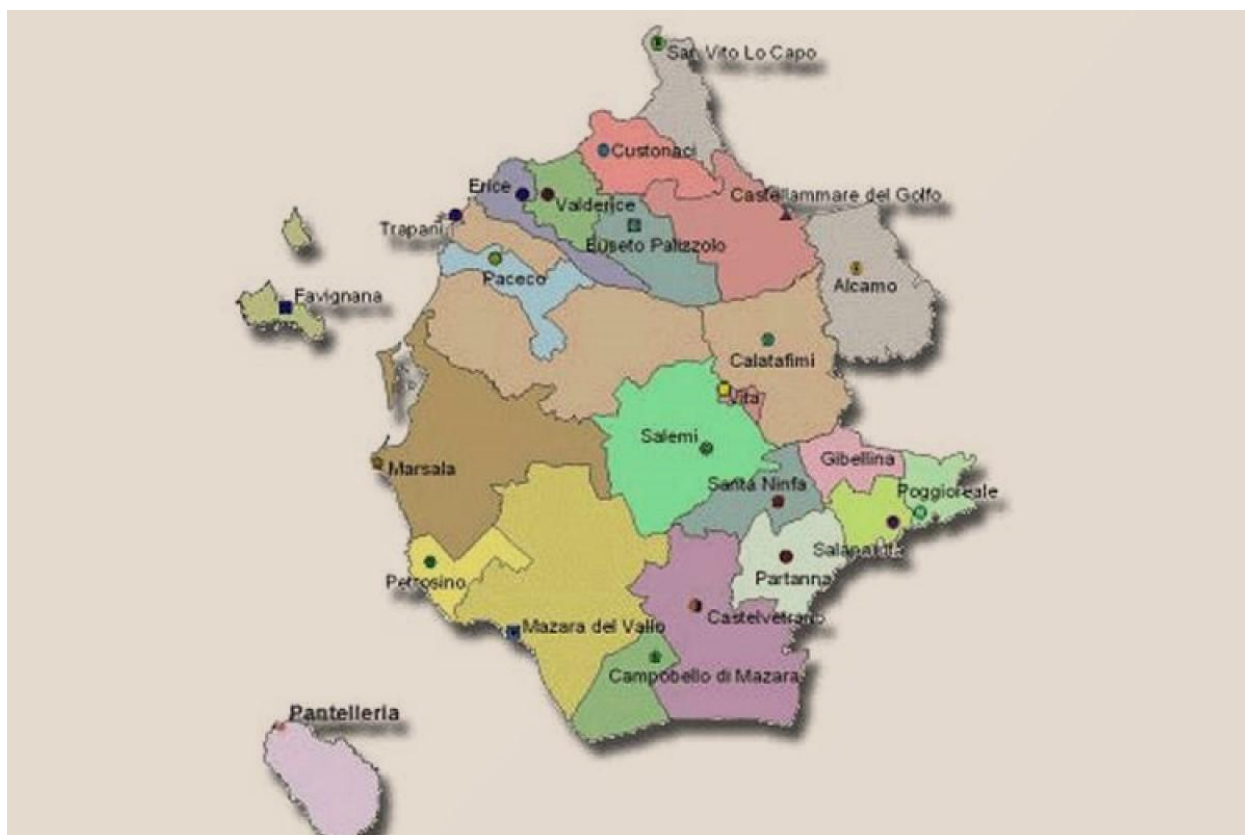 San Vito Lo Capo
Custonaci
Erice
Castellammare del Golfo
Valderice
Trapani
Buseto Palizzolo
Paceco
Alcamo
Favignana
Calatafimi
Vita
Salemi
Gibellina
Marsala
Santa Ninfa
Poggioreale
Salaparuta
Partanna
Petrosino
Castelvetrano
Mazara del Vallo
Campobello di Mazara
Pantelleria